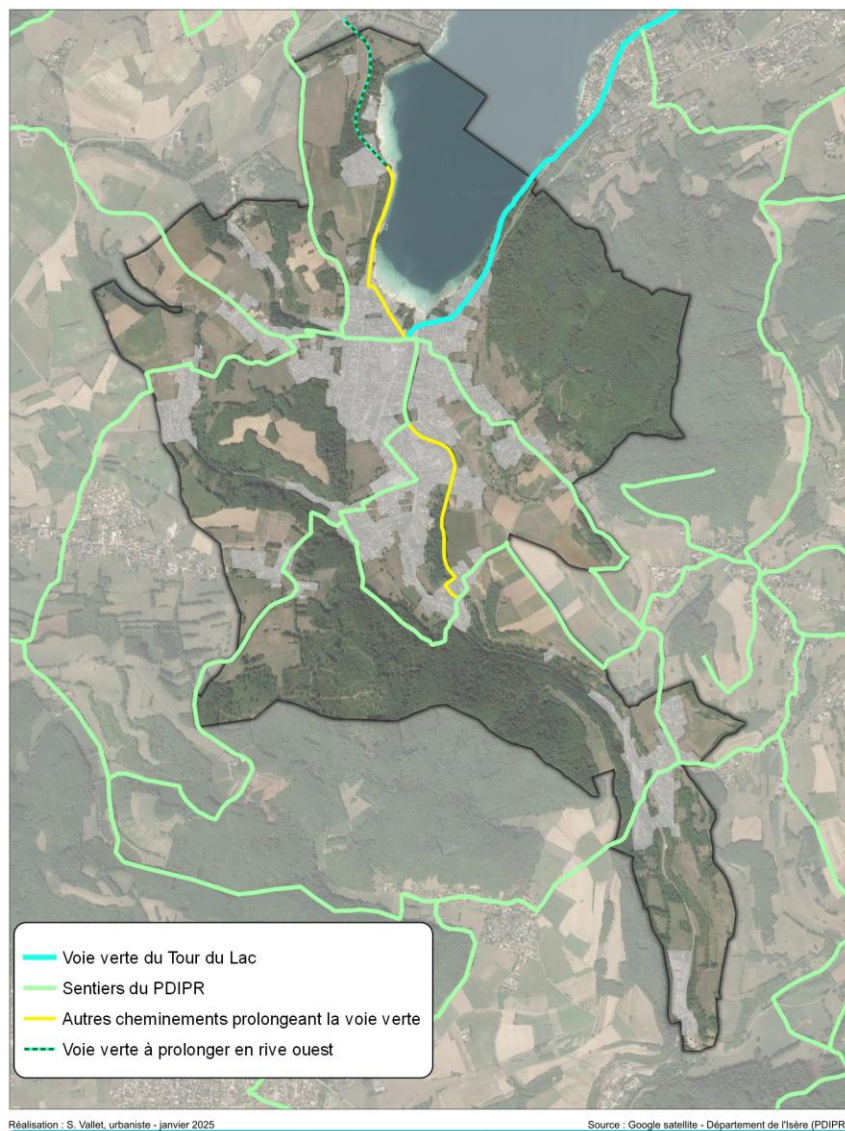 Voie verte du Tour du Lac
Sentiers du PDIPR
Autres cheminements prolongeant la voie verte
Voie verte à prolonger en rive ouest
Réalisation : S. Vallet, urbaniste - janvier 2025
Source : Google satellite - Département de l'Isère (PDIPR